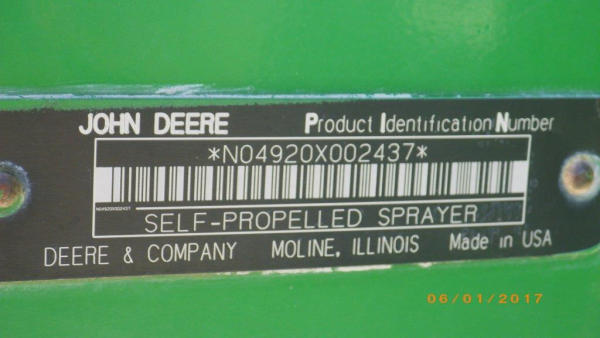 JOHN DEERE Product Identification Number
*N04920X002437*
N04920X002437
SELF-PROPELLED SPRAYER
DEERE & COMPANY MOLINE, ILLINOIS Made in USA
06/01/2017